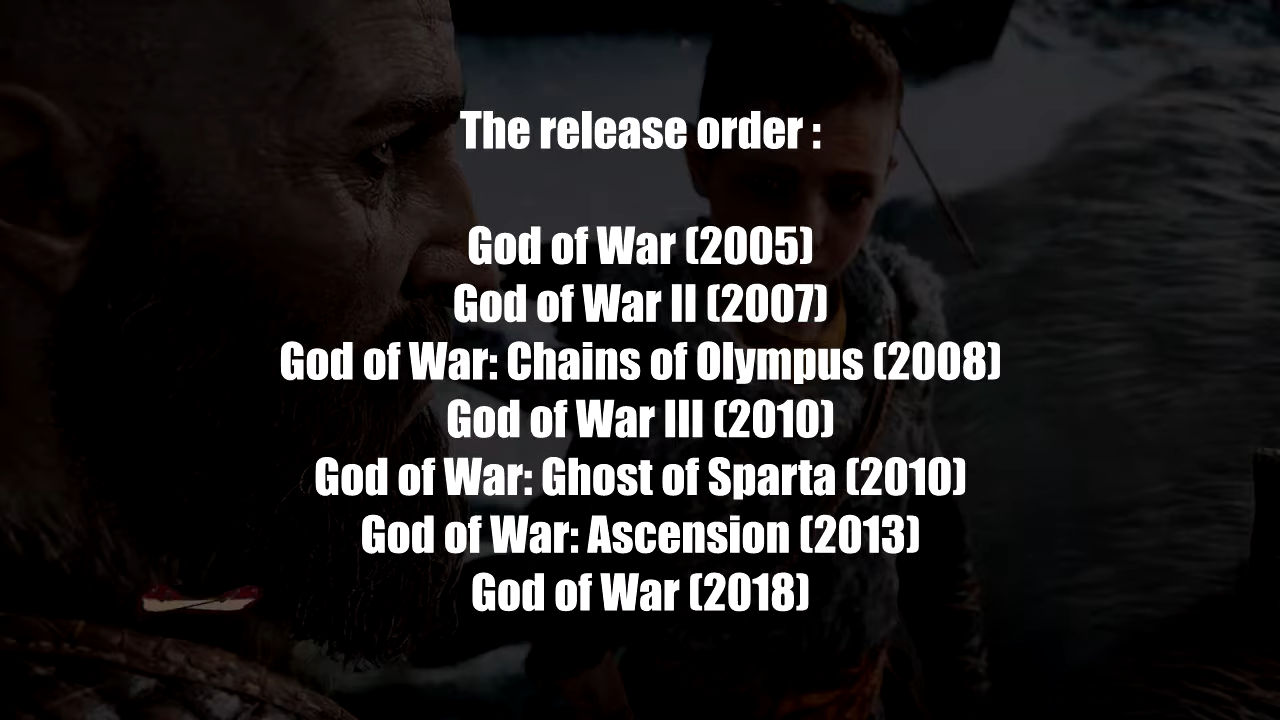 The release order :
God of War (2005)
God of War II (2007)
God of War: Chains of Olympus (2008)
God of War III (2010)
God of War: Ghost of Sparta (2010)
God of War: Ascension (2013)
God of War (2018)